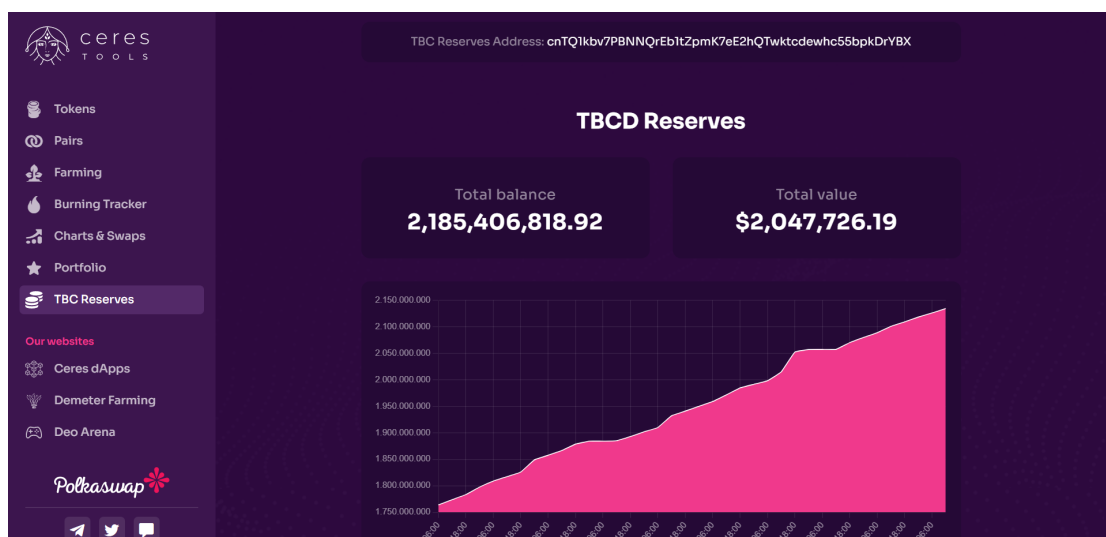 ceres
TOOLS
Tokens
Pairs
Farming
Burning Tracker
Charts & Swaps
Portfolio
TBC Reserves
Our websites
Ceres dApps
Demeter Farming
Deo Arena
Polkaswap
TBC Reserves Address: cnTQ1kbv7PBNNQrEb1tZpmK7eE2hQTwktcdewhc55bpkDrYBX
TBCD Reserves
Total balance
2,185,406,818.92
Total value
$2,047,726.19
2.150.000.000
2.100.000.000
2.050.000.000
2.000.000.000
1.950.000.000
1.900.000.000
1.850.000.000
1.800.000.000
1.750.000.000